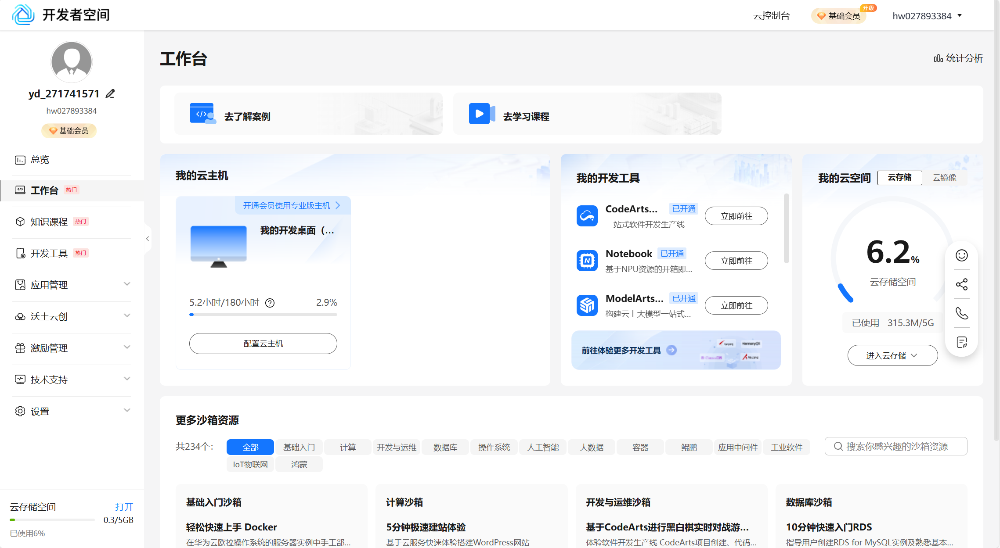 开发者空间
云控制台
基础会员
升级
hw027893384
yd_271741571
hw027893384
基础会员
总览
工作台 热门
知识课程 热门
开发工具 热门
应用管理
沃土云创
激励管理
技术支持
设置
云存储空间 打开
0.3/5GB
已使用6%
工作台
统计分析
去了解案例
去学习课程
我的云主机
开通会员使用专业版主机
我的开发桌面（...
5.2小时/180小时 2.9%
配置云主机
我的开发工具
CodeArts... 已开通
一站式软件开发生产线
立即前往
Notebook 已开通
基于NPU资源的开箱即...
立即前往
ModelArts... 已开通
构建云上大模型一站式...
立即前往
前往体验更多开发工具
HarmonyOS
GaussDB
我的云空间
云存储 云镜像
6.2%
云存储空间
已使用 315.3M/5G
进入云存储
更多沙箱资源
共234个：
全部 基础入门 计算 开发与运维 数据库 操作系统 人工智能 大数据 容器 鲲鹏 应用中间件 工业软件
IoT物联网 鸿蒙
搜索你感兴趣的沙箱资源
基础入门沙箱
轻松快速上手 Docker
在华为云欧拉操作系统的服务器实例中手工部...
计算沙箱
5分钟极速建站体验
基于云服务快速体验搭建WordPress网站
开发与运维沙箱
基于CodeArts进行黑白棋实时对战游...
体验软件开发生产线 CodeArts项目创建、代码...
数据库沙箱
10分钟快速入门RDS
指导用户创建RDS for MySQL实例及熟悉基本...